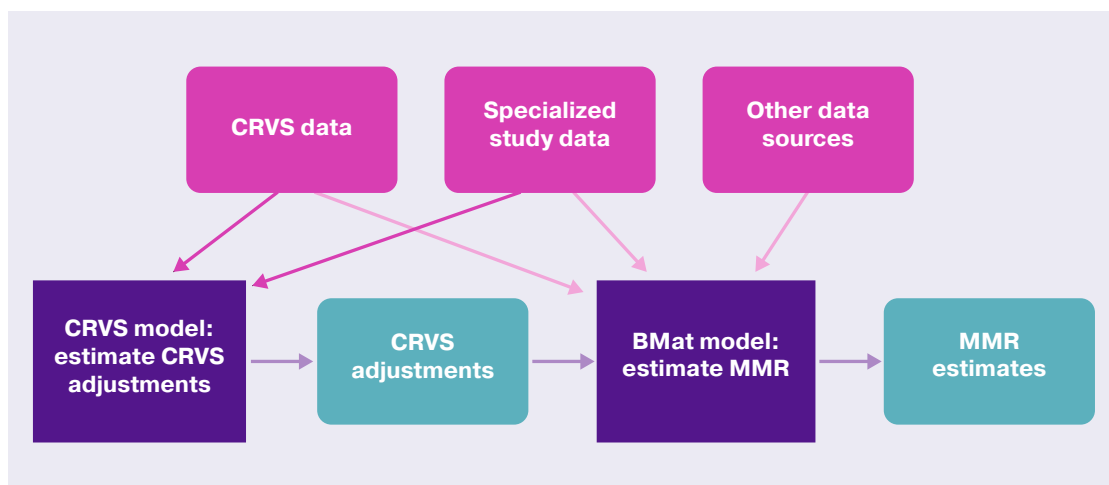 CRVS data
Specialized
study data
Other data
sources
CRVS model:
estimate CRVS
adjustments
CRVS
adjustments
BMat model:
estimate MMR
MMR
estimates